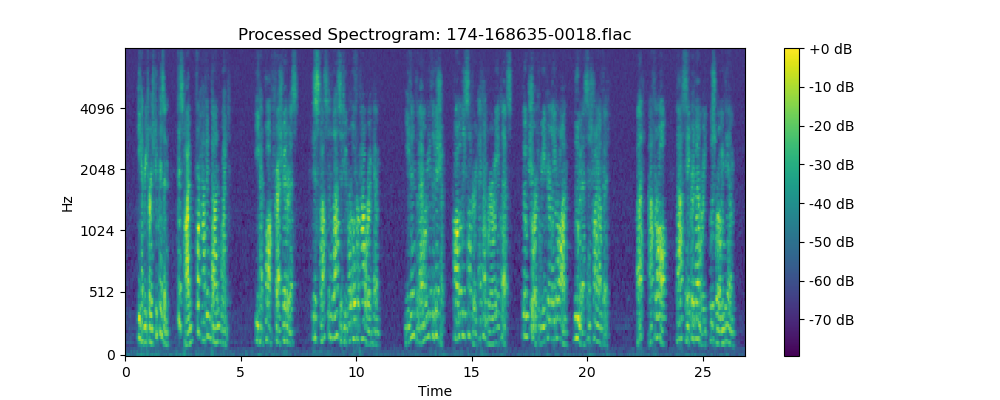 Processed Spectrogram: 174-168635-0018.flac
+0 dB
-10 dB
-20 dB
-30 dB
-40 dB
-50 dB
-60 dB
-70 dB
4096
2048
1024
512
0
Hz
0 5 10 15 20 25
Time